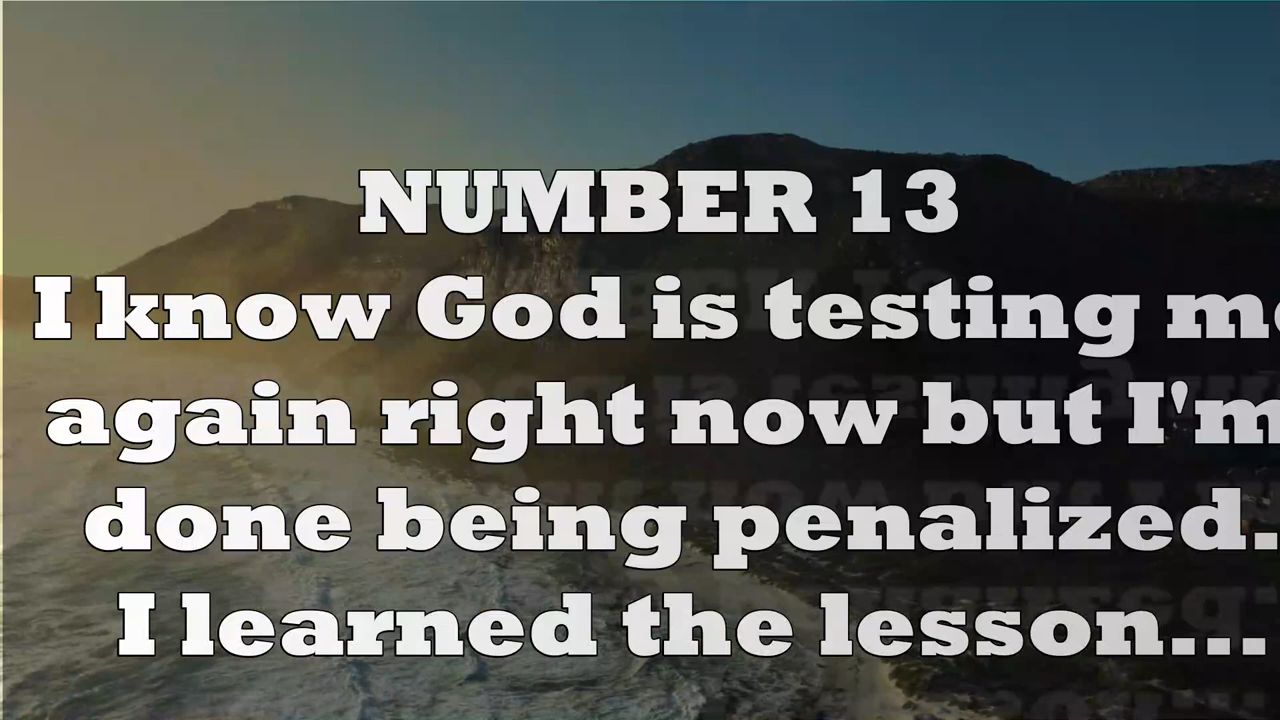 NUMBER 13
I know God is testing me
again right now but I'm
done being penalized.
I learned the lesson...